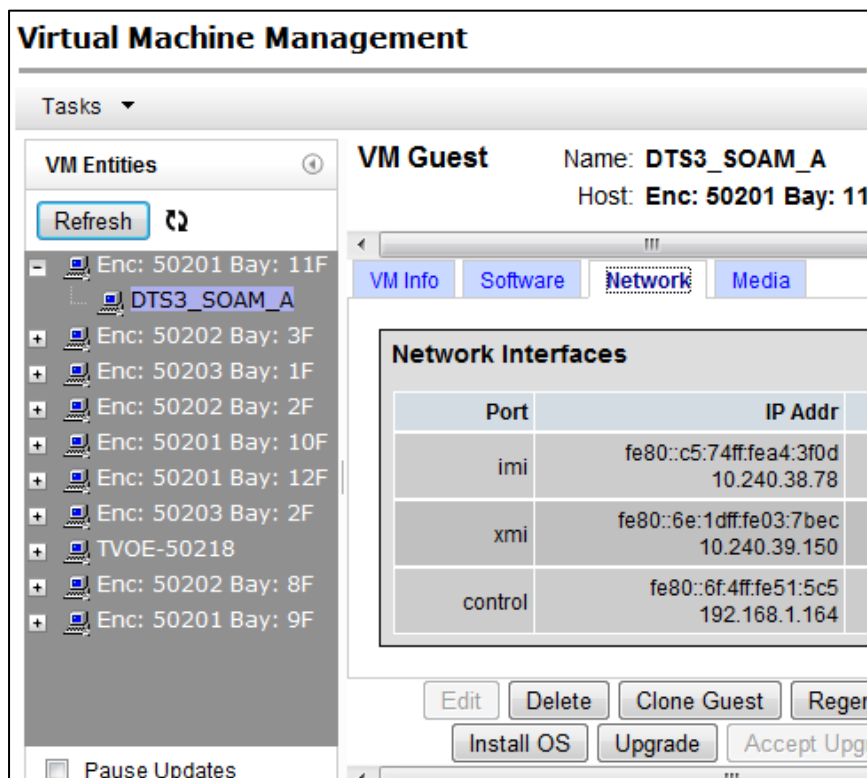 Virtual Machine Management
Tasks
VM Entities
Refresh
Enc: 50201 Bay: 11F
DTS3_SOAM_A
Enc: 50202 Bay: 3F
Enc: 50203 Bay: 1F
Enc: 50202 Bay: 2F
Enc: 50201 Bay: 10F
Enc: 50201 Bay: 12F
Enc: 50203 Bay: 2F
TVOE-50218
Enc: 50202 Bay: 8F
Enc: 50201 Bay: 9F
Pause Updates
VM Guest Name: DTS3_SOAM_A
Host: Enc: 50201 Bay: 11
VM Info Software Network Media
Network Interfaces
Port IP Addr
imi fe80::c5:74ff:fea4:3f0d
10.240.38.78
xmi fe80::6e:1dff:fe03:7bec
10.240.39.150
control fe80::6f:4ff:fe51:5c5
192.168.1.164
Edit Delete Clone Guest Reger
Install OS Upgrade Accept Upg